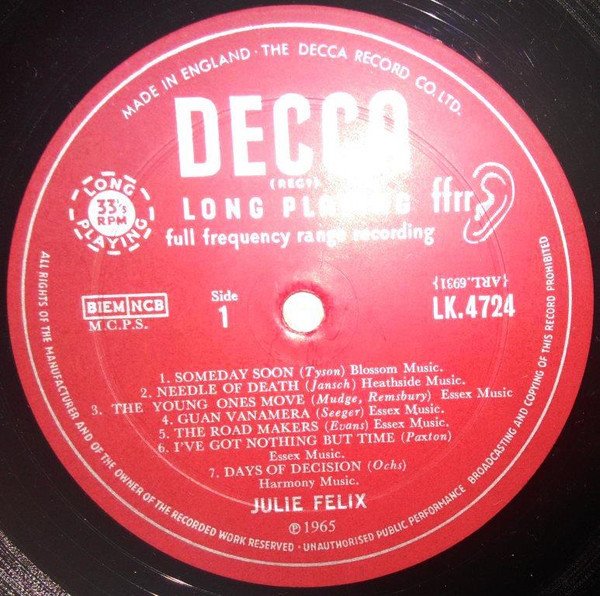 MADE IN ENGLAND · THE DECCA RECORD CO. LTD.
DECCA
(REGD)
LONG PLAYING
ffrr
full frequency range recording
LONG
33⅓'s
RPM
PLAYING
BIEM NCB
M.C.P.S.
Side
1
{ARL.6931}
LK.4724
1. SOMEDAY SOON (Tyson) Blossom Music.
2. NEEDLE OF DEATH (Jansch) Heathside Music.
3. THE YOUNG ONES MOVE (Mudge, Remsbury) Essex Music
4. GUAN VANAMERA (Seeger) Essex Music.
5. THE ROAD MAKERS (Evans) Essex Music.
6. I'VE GOT NOTHING BUT TIME (Paxton)
Essex Music.
7. DAYS OF DECISION (Ochs)
Harmony Music.
JULIE FELIX
℗ 1965
ALL RIGHTS OF THE MANUFACTURER AND OF THE OWNER OF THE RECORDED WORK RESERVED · UNAUTHORISED PUBLIC PERFORMANCE BROADCASTING AND COPYING OF THIS RECORD PROHIBITED